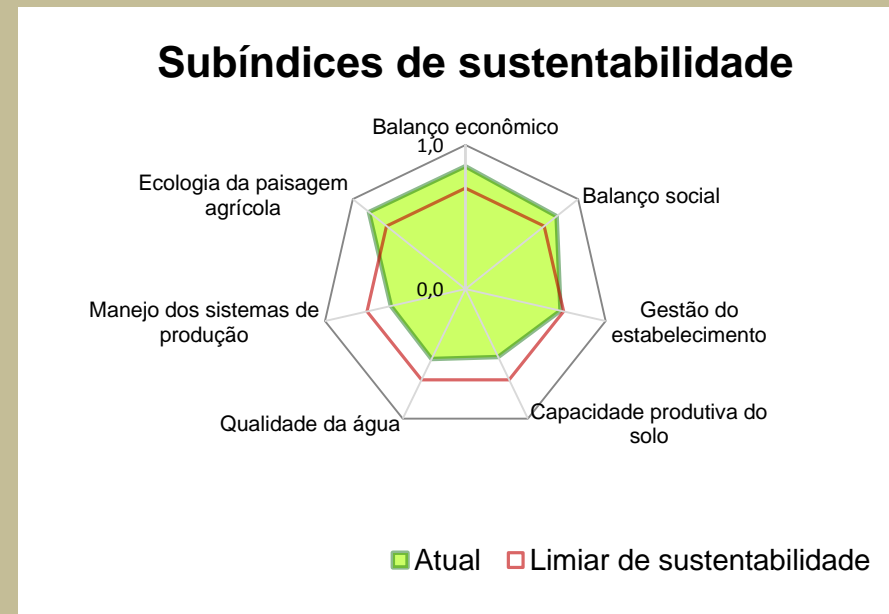 Subíndices de sustentabilidade
Balanço econômico
1,0
Ecologia da paisagem
agrícola
Balanço social
0,0
Manejo dos sistemas de
produção
Gestão do
estabelecimento
Qualidade da água
Capacidade produtiva do
solo
Atual
Limiar de sustentabilidade